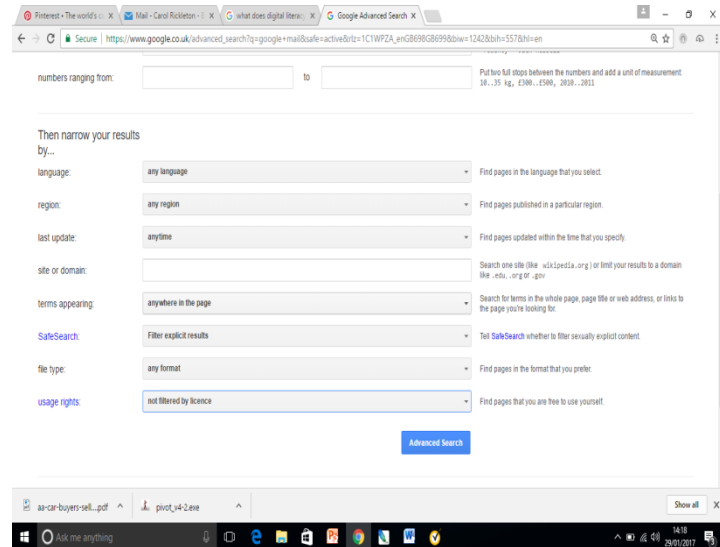 Pinterest • The world's ca
Mail - Carol Rickleton -
what does digital literac
Google Advanced Search
Secure https://www.google.co.uk/advanced_search?q=google+mail&safe=active&rlz=1C1WPZA_enGB698GB699&biw=1242&bih=557&hl=en
numbers ranging from:
to
Put two full stops between the numbers and add a unit of measurement:
10..35 kg, £300..£500, 2010..2011
Then narrow your results
by...
language:
any language
Find pages in the language that you select.
region:
any region
Find pages published in a particular region.
last update:
anytime
Find pages updated within the time that you specify.
site or domain:
Search one site (like wikipedia.org) or limit your results to a domain
like .edu, .org or .gov
terms appearing:
anywhere in the page
Search for terms in the whole page, page title or web address, or links to
the page you're looking for.
SafeSearch:
Filter explicit results
Tell SafeSearch whether to filter sexually explicit content.
file type:
any format
Find pages in the format that you prefer.
usage rights:
not filtered by licence
Find pages that you are free to use yourself.
Advanced Search
aa-car-buyers-sell....pdf
pivot_v4-2.exe
Show all
Ask me anything
14:18
29/01/2017